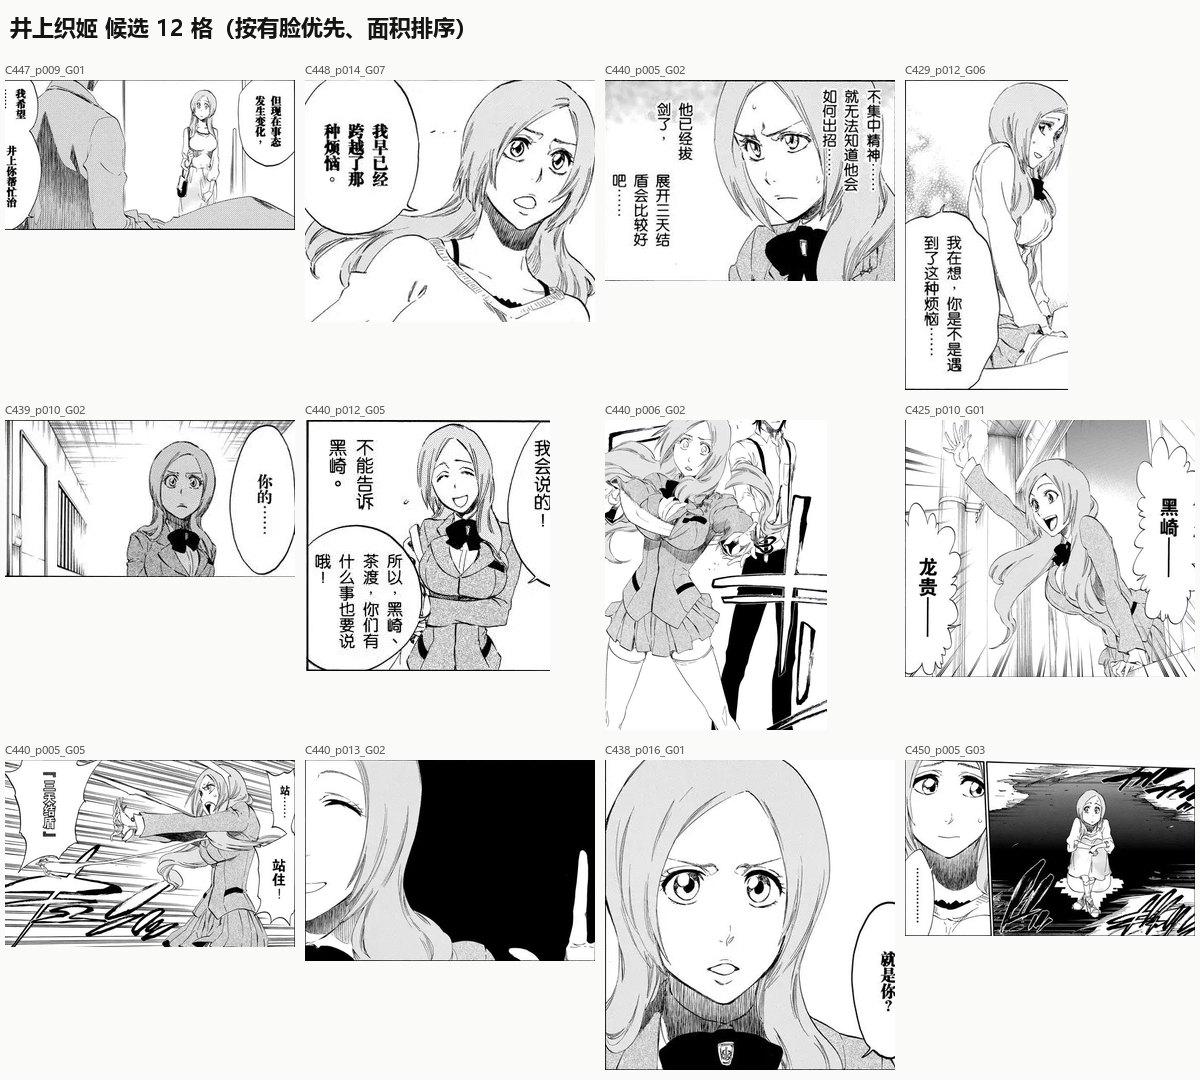 井上织姬 候选 12 格（按有脸优先、面积排序）
C447_p009_G01
但现在事态
发生变化，
我希望
……
井上你帮忙治
C448_p014_G07
我早已经
跨越了那
种烦恼。
C440_p005_G02
不集中精神……
就无法知道他会
如何出招……
他已经拔
剑了，
展开三天结
盾会比较好
吧……
C429_p012_G06
我在想，你是不是遇
到了这种烦恼……
C439_p010_G02
你的……
C440_p012_G05
我会说的！
不能告诉
黑崎。
所以，黑崎、
茶渡，你们有
什么事也要说
哦！
C440_p006_G02
C425_p010_G01
黑崎——
龙贵——
C440_p005_G05
站……
站住！
『三天结盾』
C440_p013_G02
C438_p016_G01
就是你？
C450_p005_G03
…………